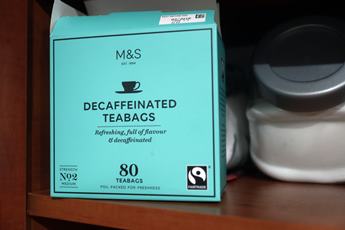 M&S
EST. 1884
DECAFFEINATED
TEABAGS
Refreshing, full of flavour
& decaffeinated
STRENGTH
Nº2
MEDIUM
80
TEABAGS
FOIL PACKED FOR FRESHNESS
FAIRTRADE